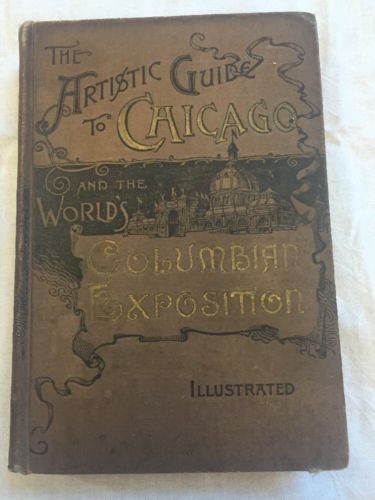 THE
ARTISTIC GUIDE
TO CHICAGO
AND THE
WORLD'S
COLUMBIAN
EXPOSITION
ILLUSTRATED